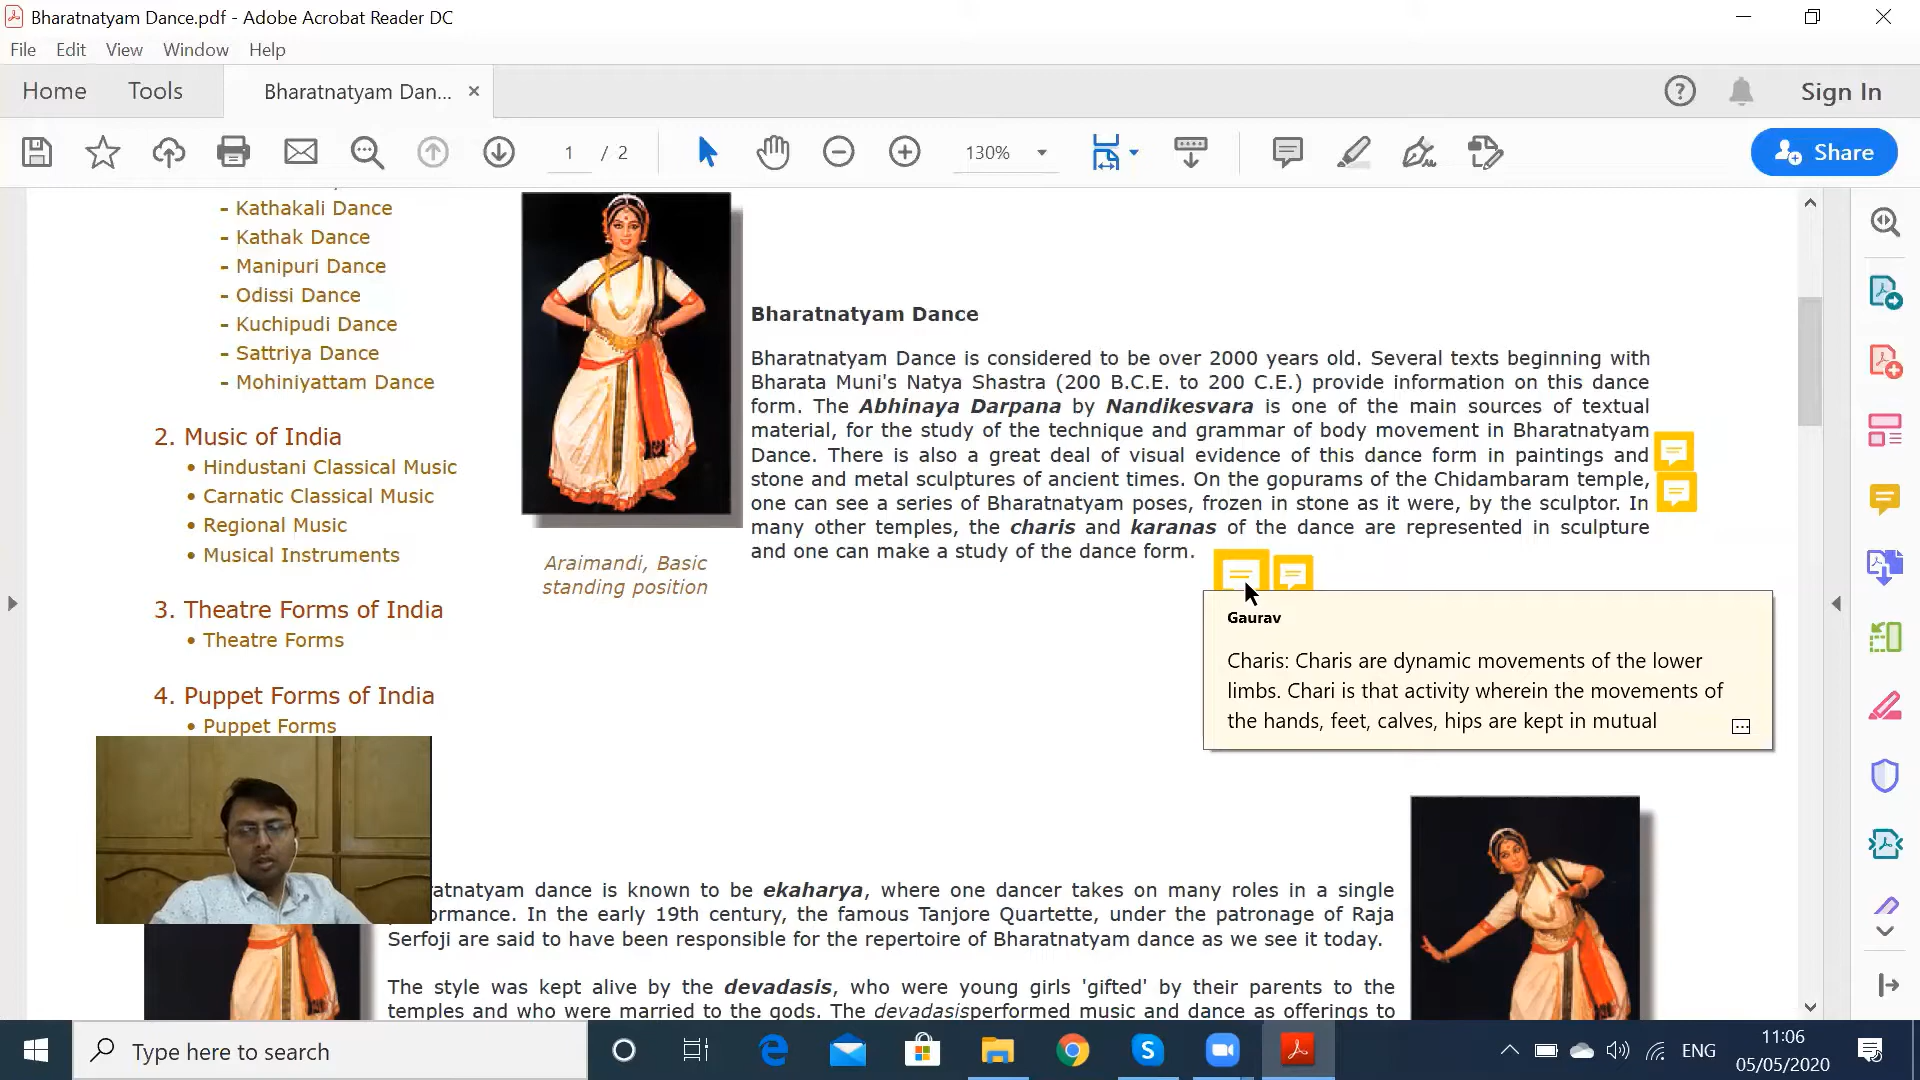 Bharatnatyam Dance.pdf - Adobe Acrobat Reader DC
File Edit View Window Help
Home Tools Bharatnatyam Dan... × ? Sign In
1 / 2 130% Share
- Kathakali Dance
- Kathak Dance
- Manipuri Dance
- Odissi Dance
- Kuchipudi Dance
- Sattriya Dance
- Mohiniyattam Dance
2. Music of India
• Hindustani Classical Music
• Carnatic Classical Music
• Regional Music
• Musical Instruments
3. Theatre Forms of India
• Theatre Forms
4. Puppet Forms of India
• Puppet Forms
Araimandi, Basic
standing position
Bharatnatyam Dance
Bharatnatyam Dance is considered to be over 2000 years old. Several texts beginning with
Bharata Muni's Natya Shastra (200 B.C.E. to 200 C.E.) provide information on this dance
form. The Abhinaya Darpana by Nandikesvara is one of the main sources of textual
material, for the study of the technique and grammar of body movement in Bharatnatyam
Dance. There is also a great deal of visual evidence of this dance form in paintings and
stone and metal sculptures of ancient times. On the gopurams of the Chidambaram temple,
one can see a series of Bharatnatyam poses, frozen in stone as it were, by the sculptor. In
many other temples, the charis and karanas of the dance are represented in sculpture
and one can make a study of the dance form.
Gaurav
Charis: Charis are dynamic movements of the lower
limbs. Chari is that activity wherein the movements of
the hands, feet, calves, hips are kept in mutual
ratnatyam dance is known to be ekaharya, where one dancer takes on many roles in a single
ormance. In the early 19th century, the famous Tanjore Quartette, under the patronage of Raja
Serfoji are said to have been responsible for the repertoire of Bharatnatyam dance as we see it today.
The style was kept alive by the devadasis, who were young girls 'gifted' by their parents to the
temples and who were married to the gods. The devadasisperformed music and dance as offerings to
Type here to search
ENG
11:06
05/05/2020